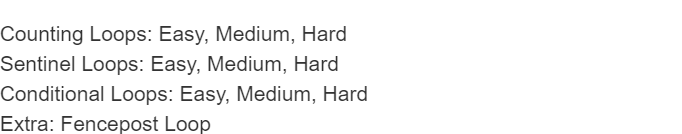 Counting Loops: Easy, Medium, Hard
Sentinel Loops: Easy, Medium, Hard
Conditional Loops: Easy, Medium, Hard
Extra: Fencepost Loop